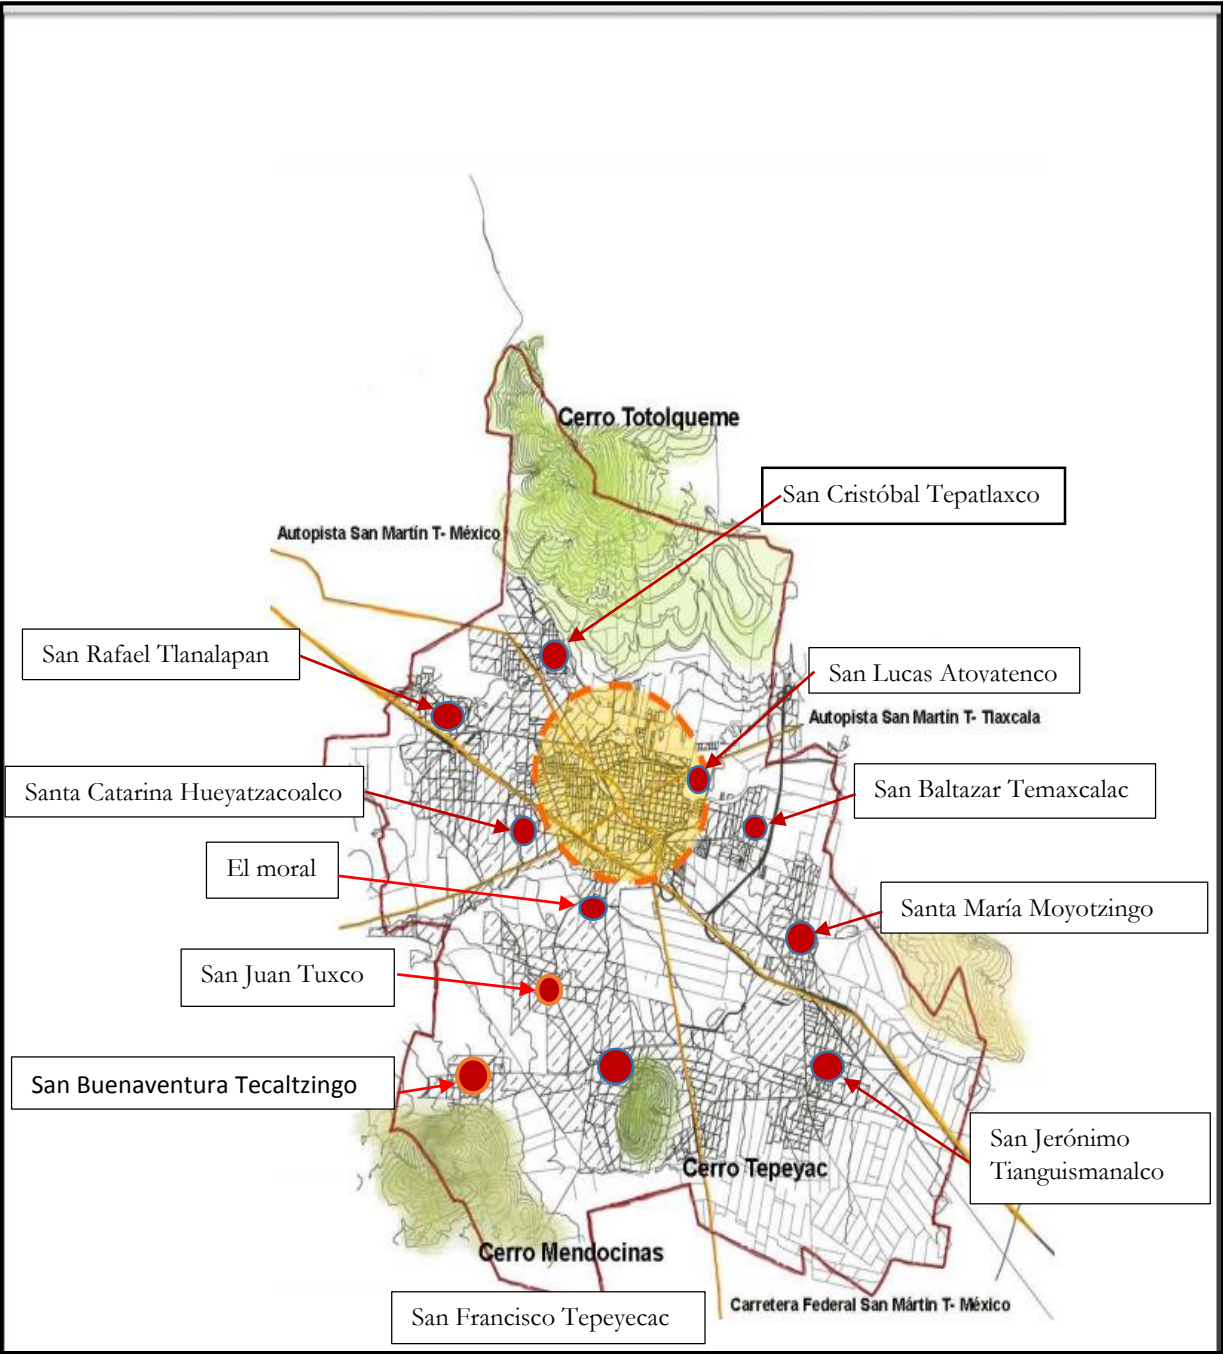 Cerro Totolqueme
San Cristóbal Tepatlaxco
Autopista San Martín T- México
San Rafael Tlanalapan
San Lucas Atoyatenco
Autopista San Martín T- Tlaxcala
Santa Catarina Hueyatzacoalco
San Baltazar Temaxcalac
El moral
Santa María Moyotzingo
San Juan Tuxco
San Buenaventura Tecaltzingo
San Jerónimo
Tianguismanalco
Cerro Tepeyac
Cerro Mendocinas
San Francisco Tepeyecac
Carretera Federal San Mártin T- México